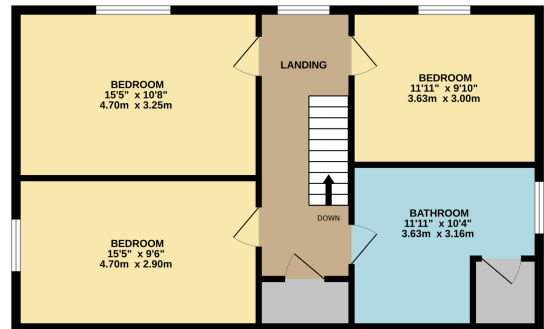 BEDROOM
15'5" x 10'8"
4.70m x 3.25m
LANDING
BEDROOM
11'11" x 9'10"
3.63m x 3.00m
BEDROOM
15'5" x 9'6"
4.70m x 2.90m
DOWN
BATHROOM
11'11" x 10'4"
3.63m x 3.16m